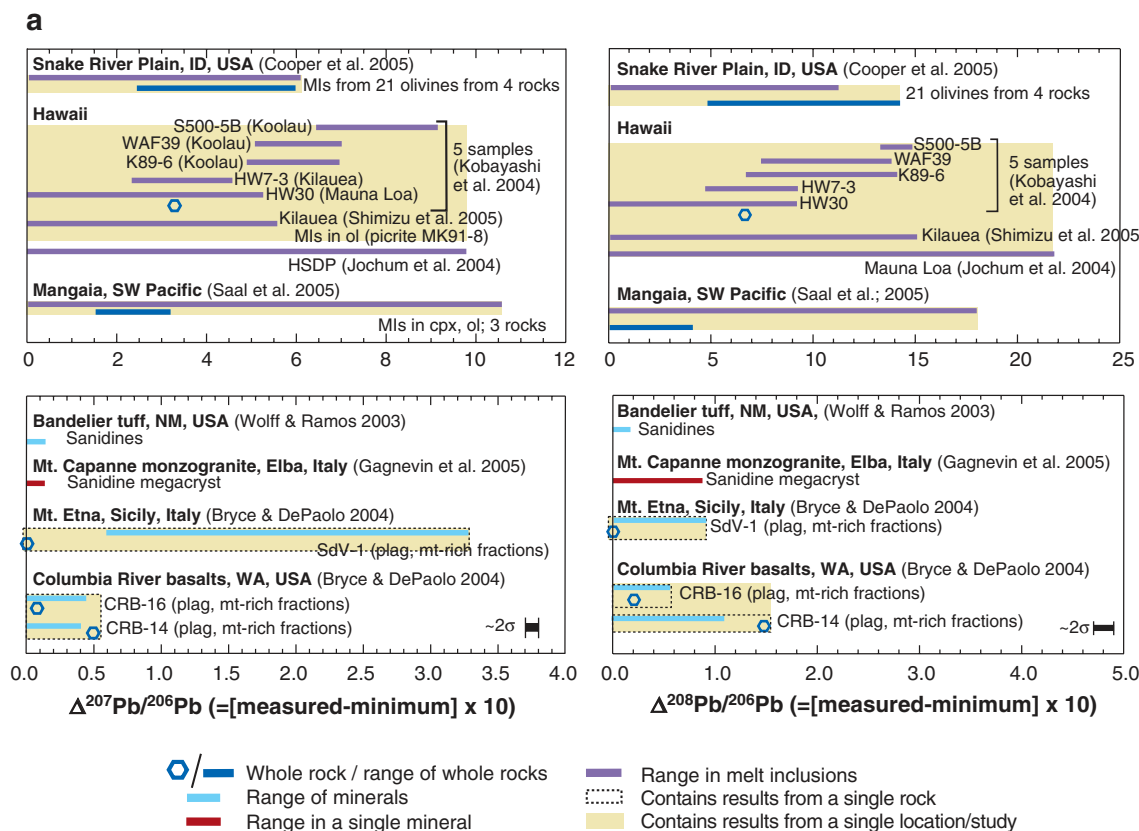 a
Snake River Plain, ID, USA (Cooper et al. 2005)
MIs from 21 olivines from 4 rocks
Hawaii
S500-5B (Koolau)
WAF39 (Koolau)
K89-6 (Koolau)
HW7-3 (Kilauea)
HW30 (Mauna Loa)
5 samples
(Kobayashi
et al. 2004)
Kilauea (Shimizu et al. 2005)
MIs in ol (picrite MK91-8)
HSDP (Jochum et al. 2004)
Mangaia, SW Pacific (Saal et al. 2005)
MIs in cpx, ol; 3 rocks
0 2 4 6 8 10 12
Snake River Plain, ID, USA (Cooper et al. 2005)
21 olivines from 4 rocks
Hawaii
S500-5B
WAF39
K89-6
HW7-3
HW30
5 samples
(Kobayashi
et al. 2004)
Kilauea (Shimizu et al. 2005
Mauna Loa (Jochum et al. 2004)
Mangaia, SW Pacific (Saal et al.; 2005)
0 5 10 15 20 25
Bandelier tuff, NM, USA (Wolff & Ramos 2003)
Sanidines
Mt. Capanne monzogranite, Elba, Italy (Gagnevin et al. 2005)
Sanidine megacryst
Mt. Etna, Sicily, Italy (Bryce & DePaolo 2004)
SdV-1 (plag, mt-rich fractions)
Columbia River basalts, WA, USA (Bryce & DePaolo 2004)
CRB-16 (plag, mt-rich fractions)
CRB-14 (plag, mt-rich fractions)
~2σ
0.0 0.5 1.0 1.5 2.0 2.5 3.0 3.5 4.0
Δ²⁰⁷Pb/²⁰⁶Pb (=[measured-minimum] x 10)
Bandelier tuff, NM, USA, (Wolff & Ramos 2003)
Sanidines
Mt. Capanne monzogranite, Elba, Italy (Gagnevin et al. 2005)
Sanidine megacryst
Mt. Etna, Sicily, Italy (Bryce & DePaolo 2004)
SdV-1 (plag, mt-rich fractions)
Columbia River basalts, WA, USA (Bryce & DePaolo 2004)
CRB-16 (plag, mt-rich fractions)
CRB-14 (plag, mt-rich fractions)
~2σ
0.0 1.0 2.0 3.0 4.0 5.0
Δ²⁰⁸Pb/²⁰⁶Pb (=[measured-minimum] x 10)
/ Whole rock / range of whole rocks
Range of minerals
Range in a single mineral
Range in melt inclusions
Contains results from a single rock
Contains results from a single location/study